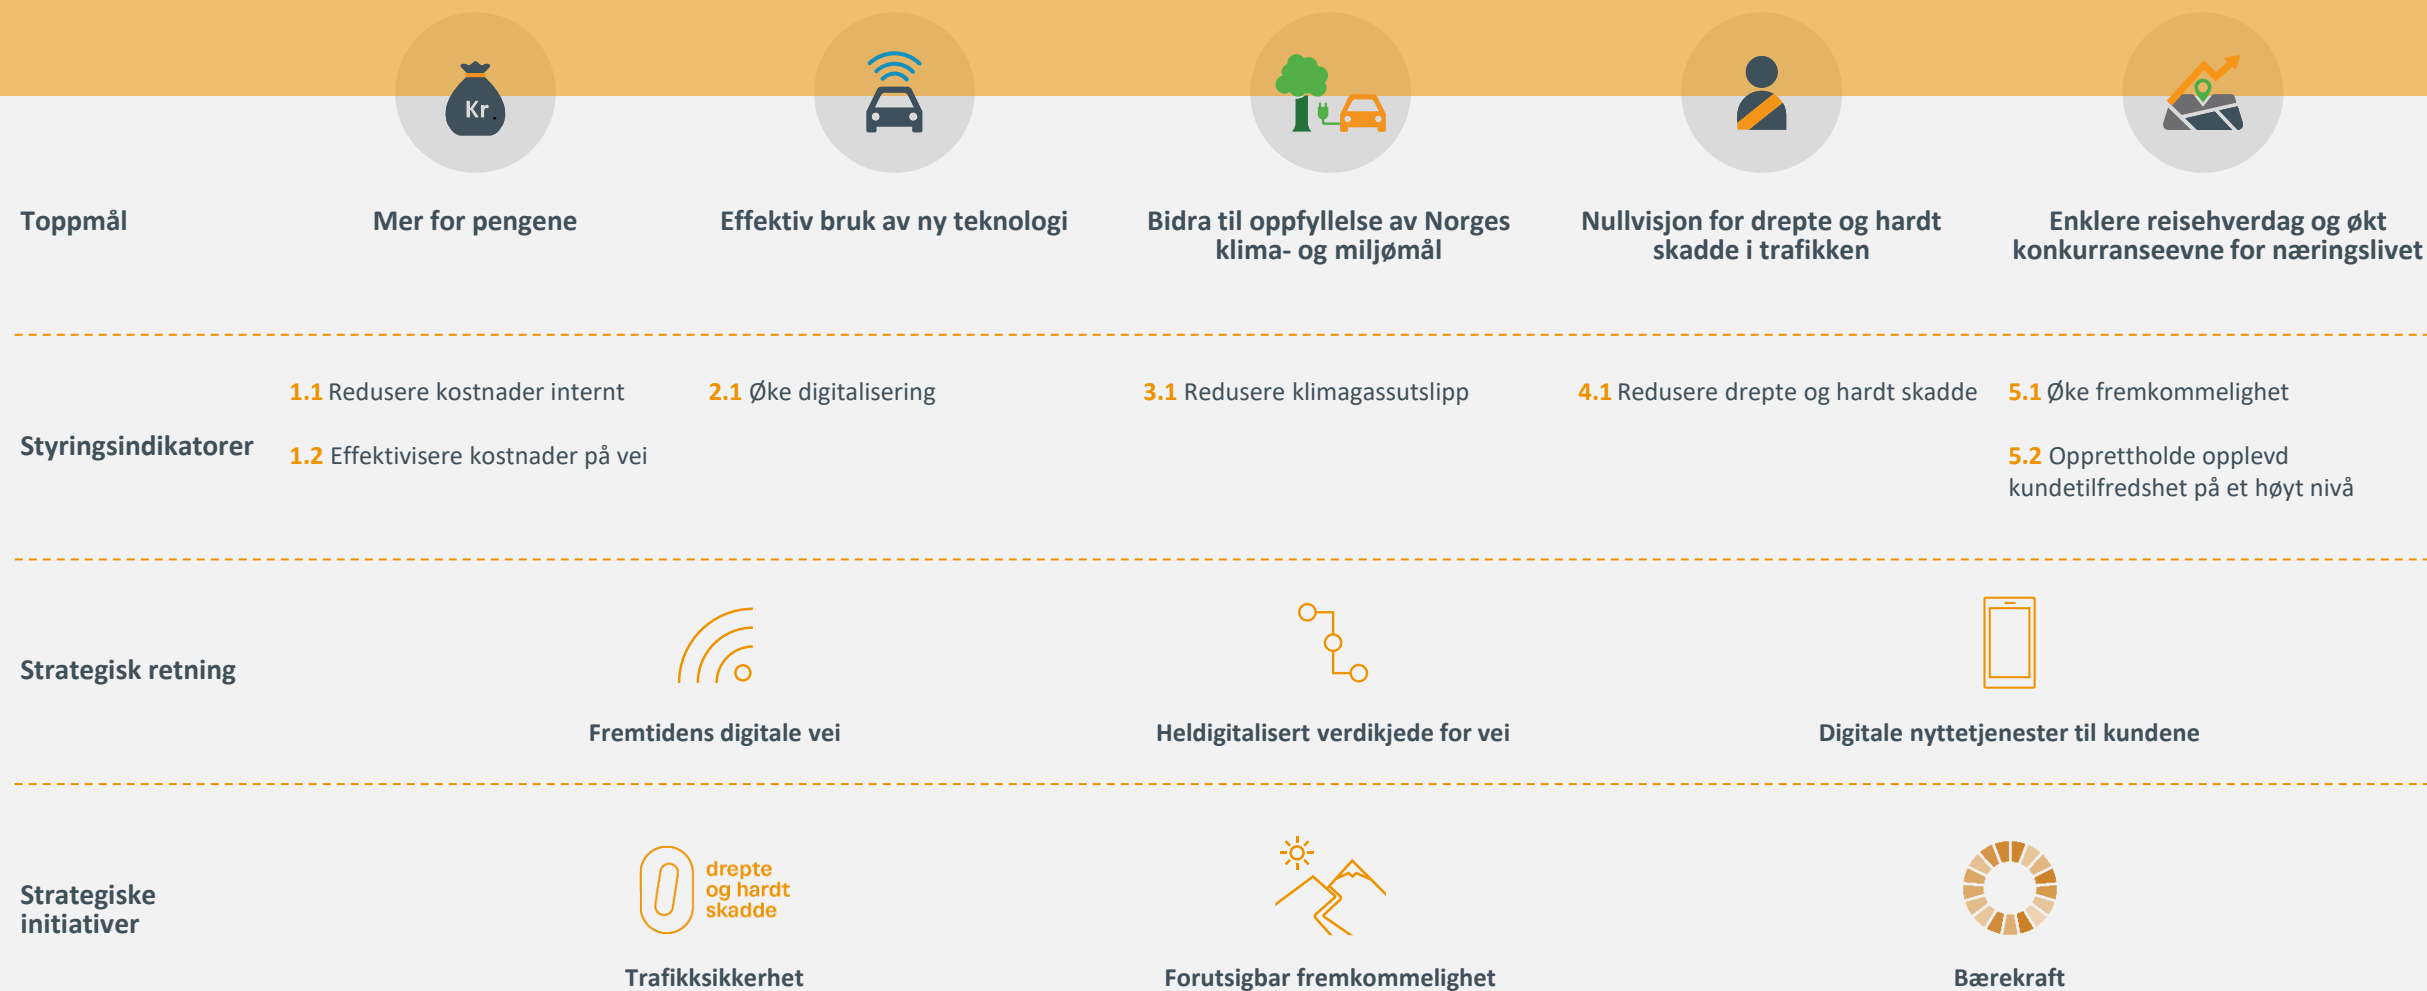 Kr.
Toppmål
Mer for pengene
Effektiv bruk av ny teknologi
Bidra til oppfyllelse av Norges
klima- og miljømål
Nullvisjon for drepte og hardt
skadde i trafikken
Enklere reisehverdag og økt
konkurranseevne for næringslivet
Styringsindikatorer
1.1 Redusere kostnader internt
1.2 Effektivisere kostnader på vei
2.1 Øke digitalisering
3.1 Redusere klimagassutslipp
4.1 Redusere drepte og hardt skadde
5.1 Øke fremkommelighet
5.2 Opprettholde opplevd
kundetilfredshet på et høyt nivå
Strategisk retning
Fremtidens digitale vei
Heldigitalisert verdikjede for vei
Digitale nyttetjenester til kundene
Strategiske
initiativer
0 drepte
og hardt
skadde
Trafikksikkerhet
Forutsigbar fremkommelighet
Bærekraft